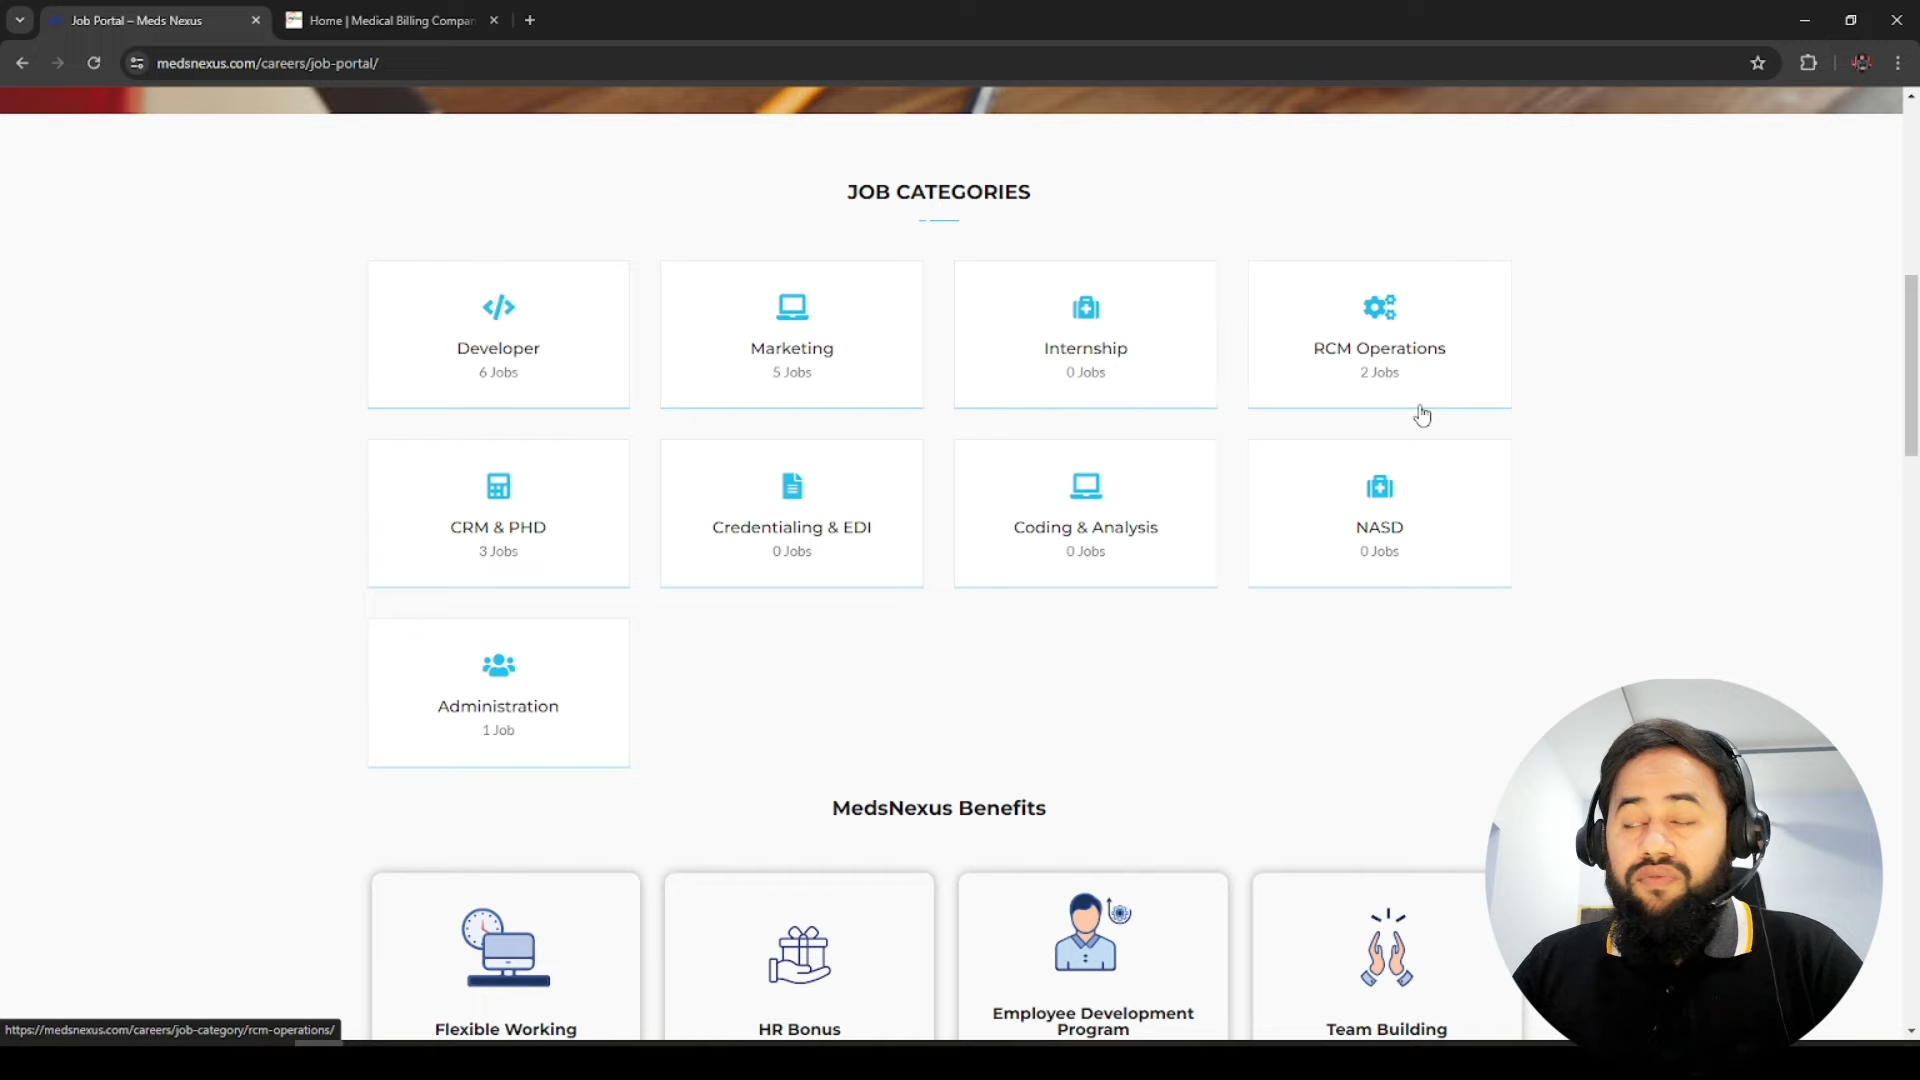 Job Portal – Meds Nexus
Home | Medical Billing Compan
medsnexus.com/careers/job-portal/
JOB CATEGORIES
Developer
6 Jobs
Marketing
5 Jobs
Internship
0 Jobs
RCM Operations
2 Jobs
CRM & PHD
3 Jobs
Credentialing & EDI
0 Jobs
Coding & Analysis
0 Jobs
NASD
0 Jobs
Administration
1 Job
MedsNexus Benefits
Flexible Working
HR Bonus
Employee Development
Program
Team Building
https://medsnexus.com/careers/job-category/rcm-operations/